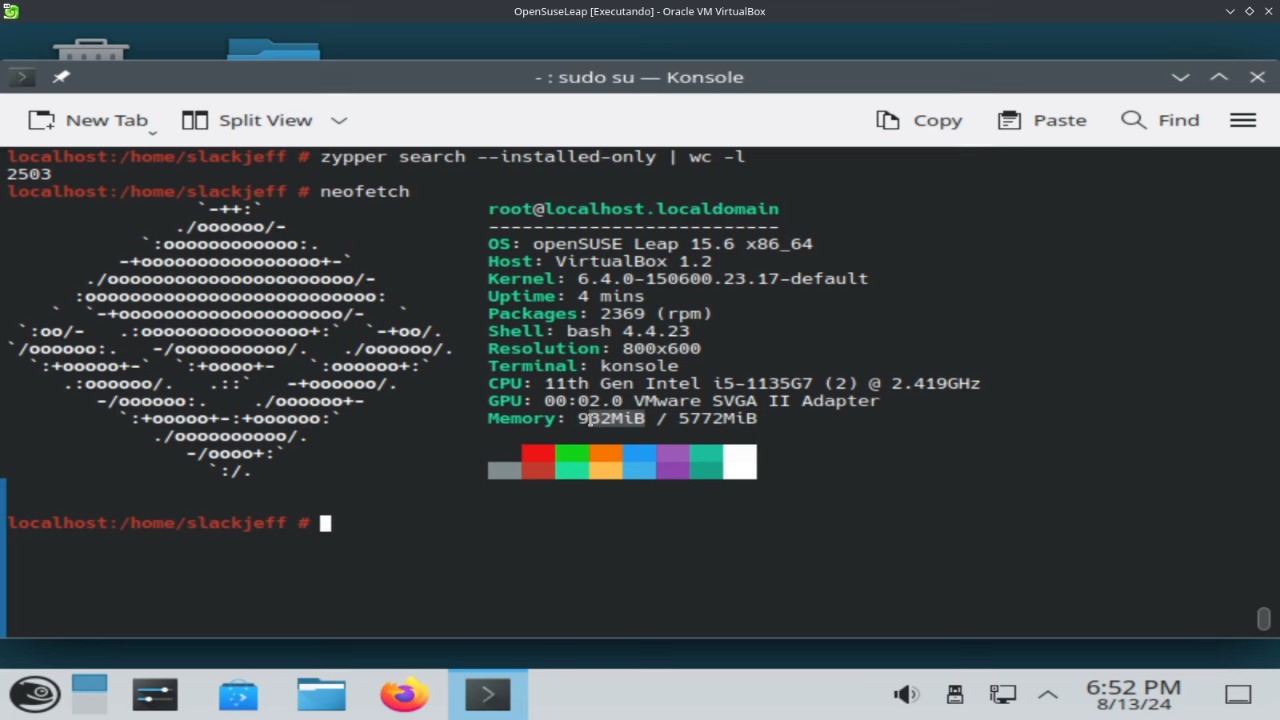 OpenSuseLeap [Executando] - Oracle VM VirtualBox
- : sudo su — Konsole
New Tab Split View Copy Paste Find
localhost:/home/slackjeff # zypper search --installed-only | wc -l
2503
localhost:/home/slackjeff # neofetch
root@localhost.localdomain
--------------------------
OS: openSUSE Leap 15.6 x86_64
Host: VirtualBox 1.2
Kernel: 6.4.0-150600.23.17-default
Uptime: 4 mins
Packages: 2369 (rpm)
Shell: bash 4.4.23
Resolution: 800x600
Terminal: konsole
CPU: 11th Gen Intel i5-1135G7 (2) @ 2.419GHz
GPU: 00:02.0 VMware SVGA II Adapter
Memory: 932MiB / 5772MiB
localhost:/home/slackjeff #
6:52 PM
8/13/24